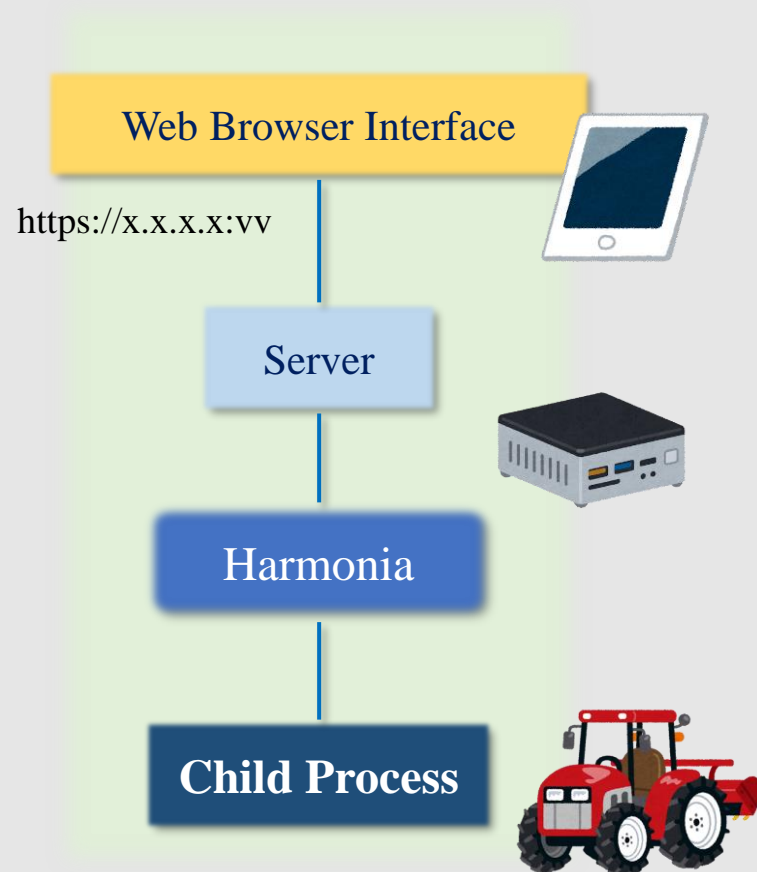 Web Browser Interface
https://x.x.x.x:vv
Server
Harmonia
Child Process